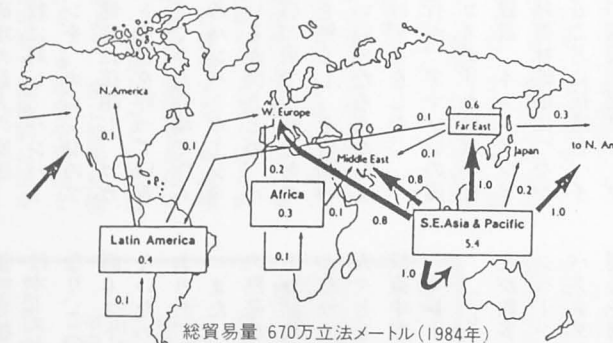 N.America
0.1
0.1
W. Europe
0.2
Africa
0.3
0.1
0.1
Latin America
0.4
0.1
Middle East
0.8
0.8
0.1
0.1
0.6
Far East
0.3
to N. Am
Japan
0.2
1.0
1.0
S.E.Asia & Pacific
5.4
1.0
総貿易量 670万立法メートル(1984年)